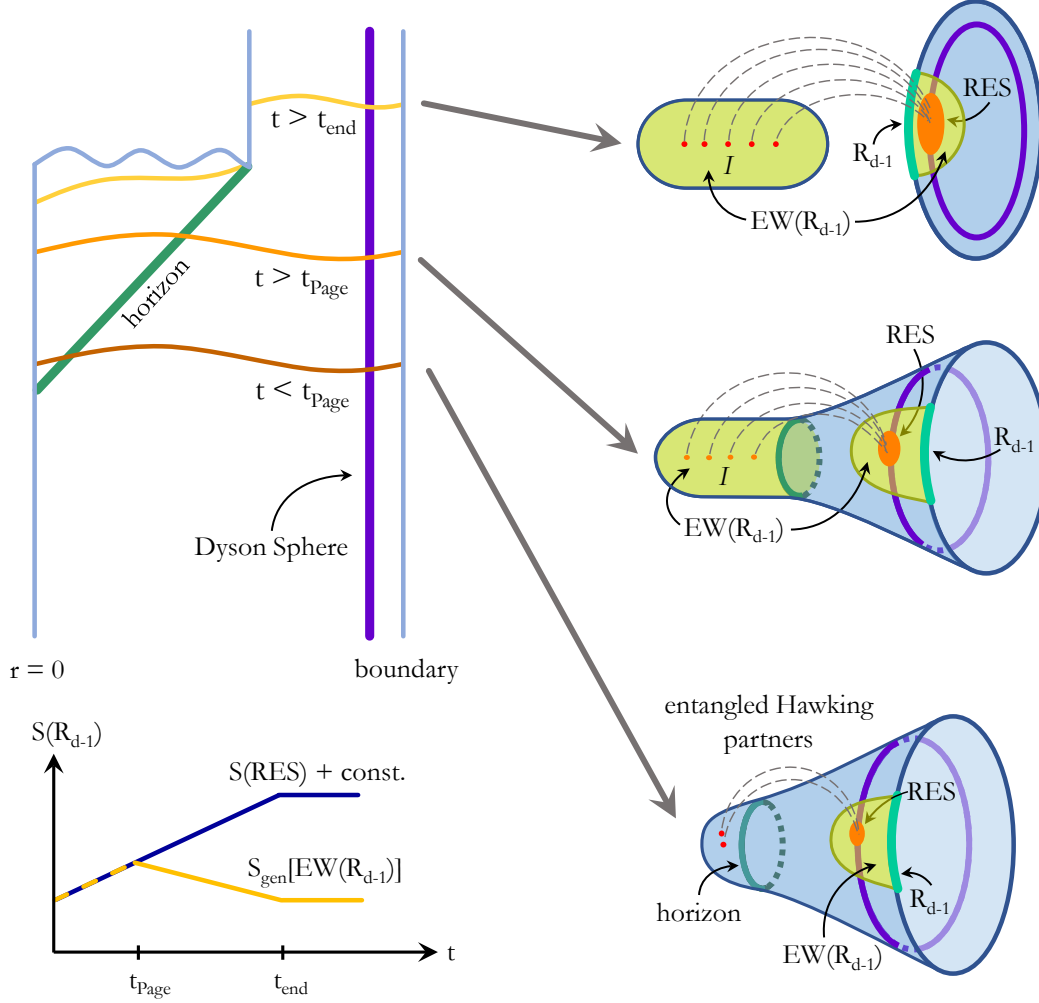 t > t_end
horizon
t > t_Page
t < t_Page
Dyson Sphere
r = 0
boundary
RES
R_d-1
I
EW(R_d-1)
RES
R_d-1
I
EW(R_d-1)
entangled Hawking
partners
RES
horizon
R_d-1
EW(R_d-1)
S(R_d-1)
S(RES) + const.
S_gen[EW(R_d-1)]
t
t_Page
t_end